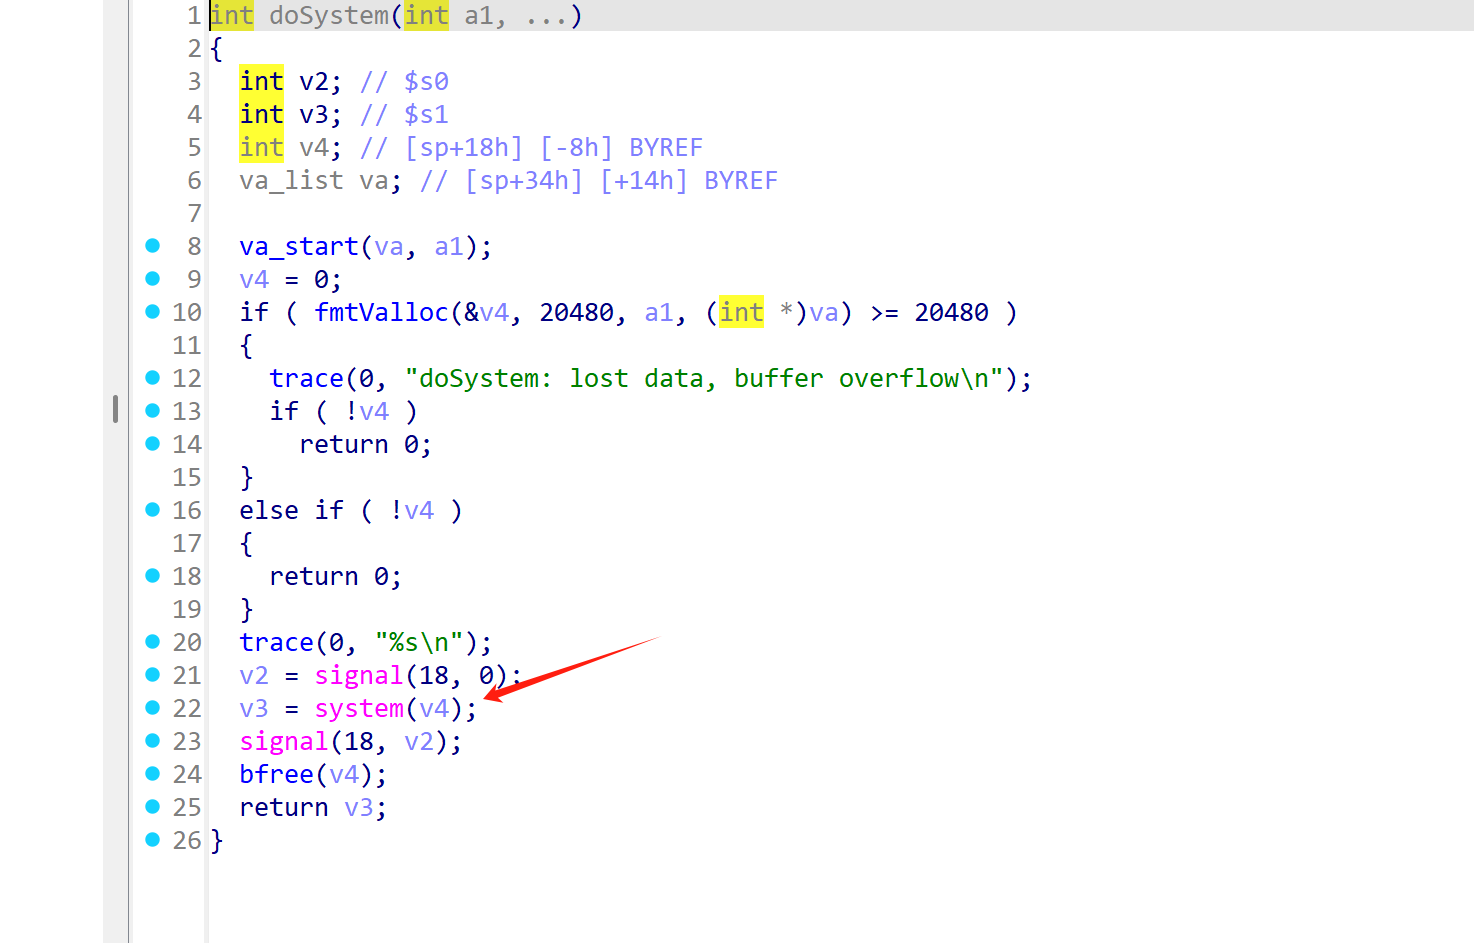 1 int doSystem(int a1, ...)
2 {
3   int v2; // $s0
4   int v3; // $s1
5   int v4; // [sp+18h] [-8h] BYREF
6   va_list va; // [sp+34h] [+14h] BYREF
7
8   va_start(va, a1);
9   v4 = 0;
10   if ( fmtValloc(&v4, 20480, a1, (int *)va) >= 20480 )
11   {
12     trace(0, "doSystem: lost data, buffer overflow\n");
13     if ( !v4 )
14       return 0;
15   }
16   else if ( !v4 )
17   {
18     return 0;
19   }
20   trace(0, "%s\n");
21   v2 = signal(18, 0);
22   v3 = system(v4);
23   signal(18, v2);
24   bfree(v4);
25   return v3;
26 }